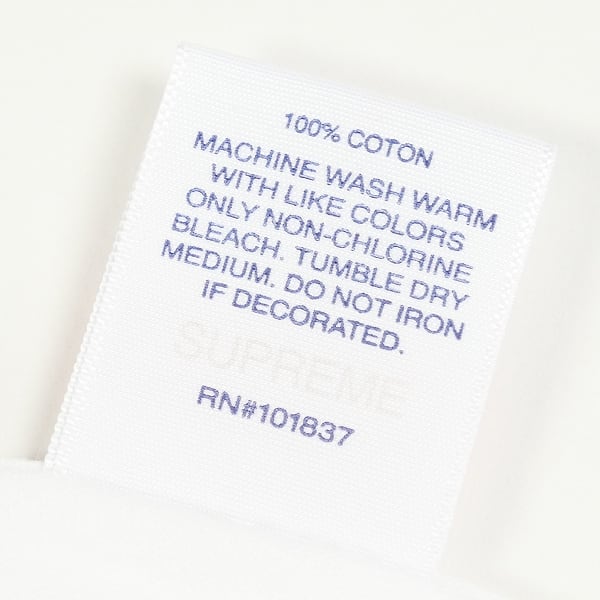 100% COTON
MACHINE WASH WARM
WITH LIKE COLORS
ONLY NON-CHLORINE
BLEACH. TUMBLE DRY
MEDIUM. DO NOT IRON
IF DECORATED.
SUPREME
RN#101837